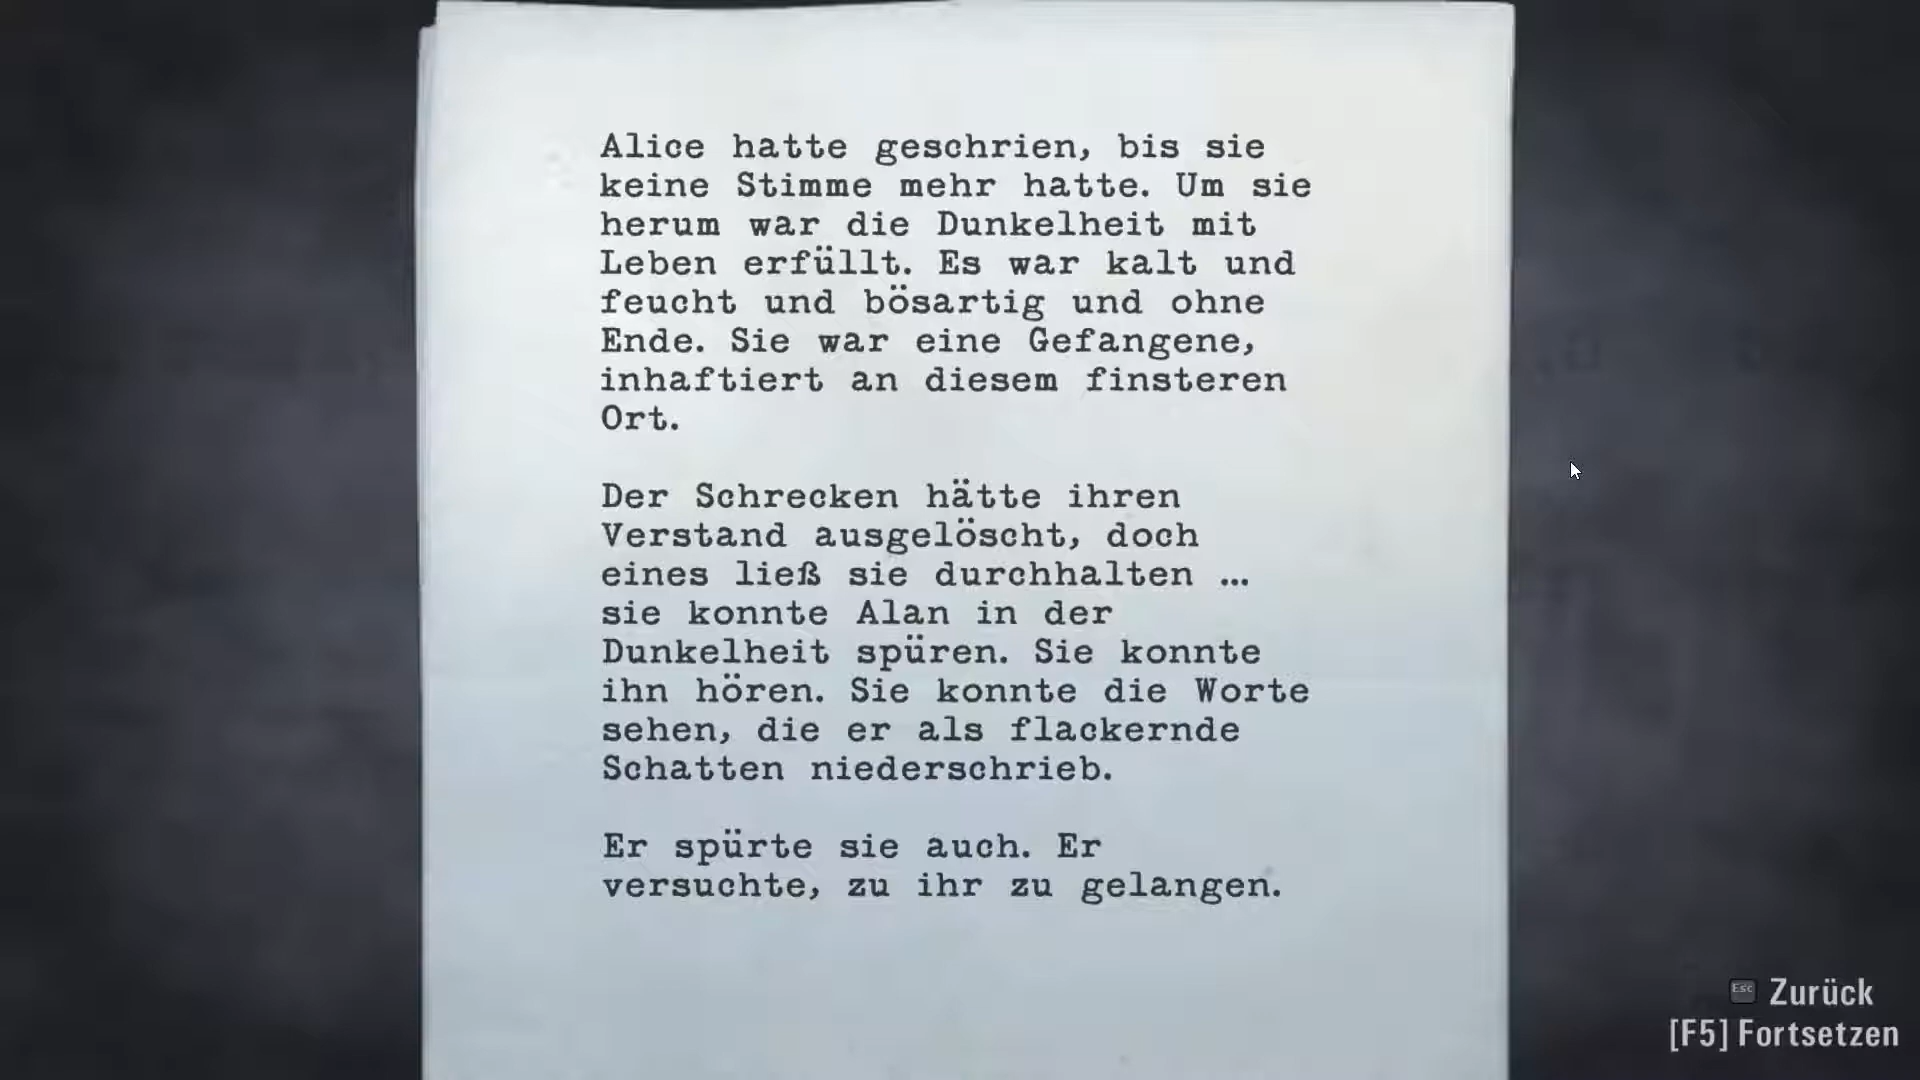 Alice hatte geschrien, bis sie
keine Stimme mehr hatte. Um sie
herum war die Dunkelheit mit
Leben erfüllt. Es war kalt und
feucht und bösartig und ohne
Ende. Sie war eine Gefangene,
inhaftiert an diesem finsteren
Ort.
Der Schrecken hätte ihren
Verstand ausgelöscht, doch
eines ließ sie durchhalten ...
sie konnte Alan in der
Dunkelheit spüren. Sie konnte
ihn hören. Sie konnte die Worte
sehen, die er als flackernde
Schatten niederschrieb.
Er spürte sie auch. Er
versuchte, zu ihr zu gelangen.
Esc Zurück
[F5] Fortsetzen